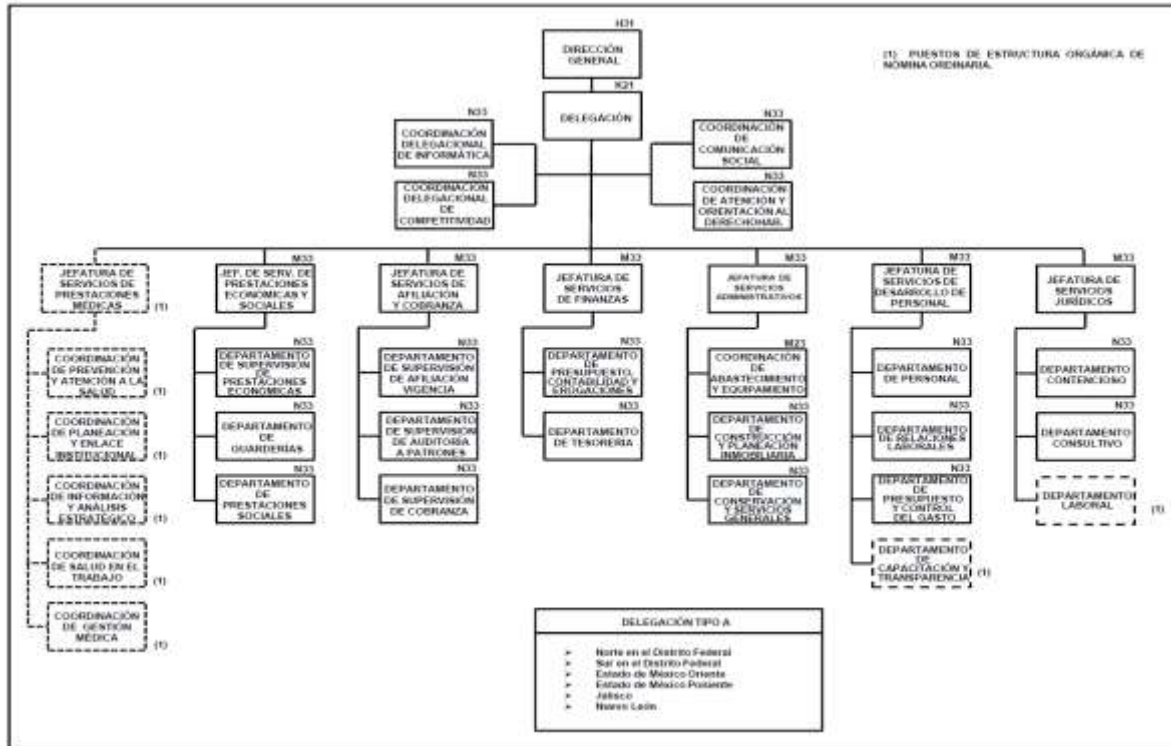 H31
DIRECCIÓN
GENERAL
(1) PUESTOS DE ESTRUCTURA ORGÁNICA DE
NÓMINA ORDINARIA.
K21
DELEGACIÓN
N33
COORDINACIÓN
DELEGACIONAL
DE INFORMÁTICA
N33
COORDINACIÓN
DE
COMUNICACIÓN
SOCIAL
N33
COORDINACIÓN
DELEGACIONAL
DE
COMPETITIVIDAD
N33
COORDINACIÓN
DE ATENCIÓN Y
ORIENTACIÓN AL
DERECHOHAB.
JEFATURA DE
SERVICIOS DE
PRESTACIONES
MÉDICAS
(1)
M33
JEF. DE SERV. DE
PRESTACIONES
ECONÓMICAS Y
SOCIALES
M33
JEFATURA DE
SERVICIOS DE
AFILIACIÓN
Y COBRANZA
M33
JEFATURA DE
SERVICIOS
DE FINANZAS
M33
JEFATURA DE
SERVICIOS
ADMINISTRATIVOS
M33
JEFATURA DE
SERVICIOS DE
DESARROLLO DE
PERSONAL
M33
JEFATURA DE
SERVICIOS
JURÍDICOS
COORDINACIÓN
DE PREVENCIÓN
Y ATENCIÓN A LA
SALUD
(1)
COORDINACIÓN
DE PLANEACIÓN
Y ENLACE
INSTITUCIONAL
(1)
COORDINACIÓN
DE INFORMACIÓN
Y ANÁLISIS
ESTRATÉGICO
(1)
COORDINACIÓN
DE SALUD EN EL
TRABAJO
(1)
COORDINACIÓN
DE GESTIÓN
MÉDICA
(1)
N33
DEPARTAMENTO
DE SUPERVISIÓN
DE
PRESTACIONES
ECONÓMICAS
N33
DEPARTAMENTO
DE
GUARDERÍAS
N33
DEPARTAMENTO
DE
PRESTACIONES
SOCIALES
N33
DEPARTAMENTO
DE SUPERVISIÓN
DE AFILIACIÓN
VIGENCIA
N33
DEPARTAMENTO
DE SUPERVISIÓN
DE AUDITORÍA
A PATRONES
N33
DEPARTAMENTO
DE SUPERVISIÓN
DE COBRANZA
N33
DEPARTAMENTO
DE
PRESUPUESTO,
CONTABILIDAD Y
EROGACIONES
N33
DEPARTAMENTO
DE TESORERÍA
M23
COORDINACIÓN
DE
ABASTECIMIENTO
Y EQUIPAMIENTO
N33
DEPARTAMENTO
DE
CONSTRUCCIÓN
Y PLANEACIÓN
INMOBILIARIA
N33
DEPARTAMENTO
DE
CONSERVACIÓN
Y SERVICIOS
GENERALES
N33
DEPARTAMENTO
DE PERSONAL
N33
DEPARTAMENTO
DE RELACIONES
LABORALES
N33
DEPARTAMENTO
DE
PRESUPUESTO
Y CONTROL
DEL GASTO
DEPARTAMENTO
DE
CAPACITACIÓN Y
TRANSPARENCIA
(1)
N33
DEPARTAMENTO
CONTENCIOSO
N33
DEPARTAMENTO
CONSULTIVO
DEPARTAMENTO
LABORAL
(1)
DELEGACIÓN TIPO A
➤ Norte en el Distrito Federal
➤ Sur en el Distrito Federal
➤ Estado de México Oriente
➤ Estado de México Poniente
➤ Jalisco
➤ Nuevo León